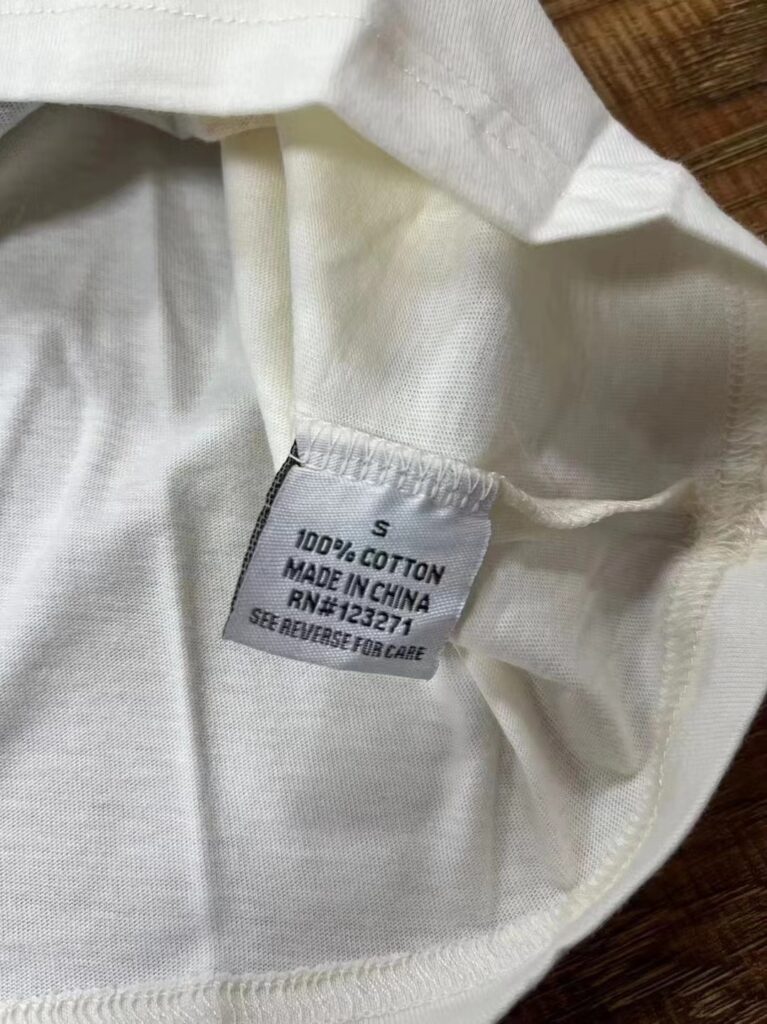 S
100% COTTON
MADE IN CHINA
RN#123271
SEE REVERSE FOR CARE